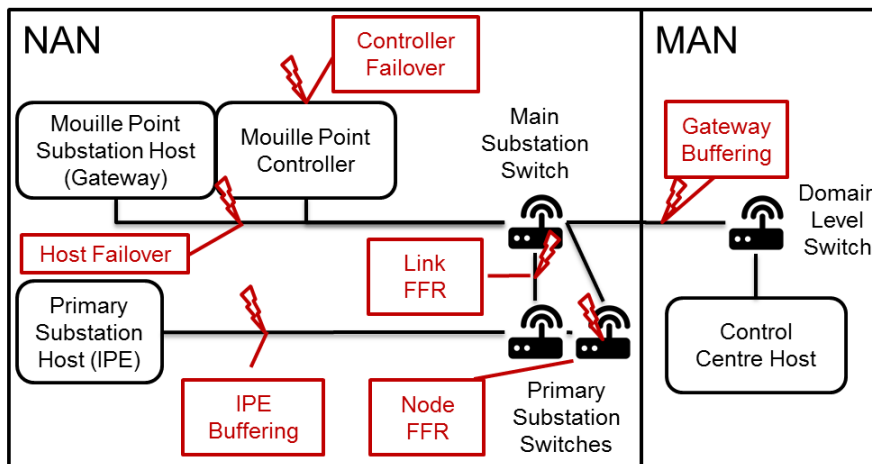 NAN
MAN
Controller
Failover
Mouille Point
Substation Host
(Gateway)
Mouille Point
Controller
Main
Substation
Switch
Gateway
Buffering
Domain
Level
Switch
Host Failover
Link
FFR
Primary
Substation
Host (IPE)
Control
Centre Host
IPE
Buffering
Node
FFR
Primary
Substation
Switches